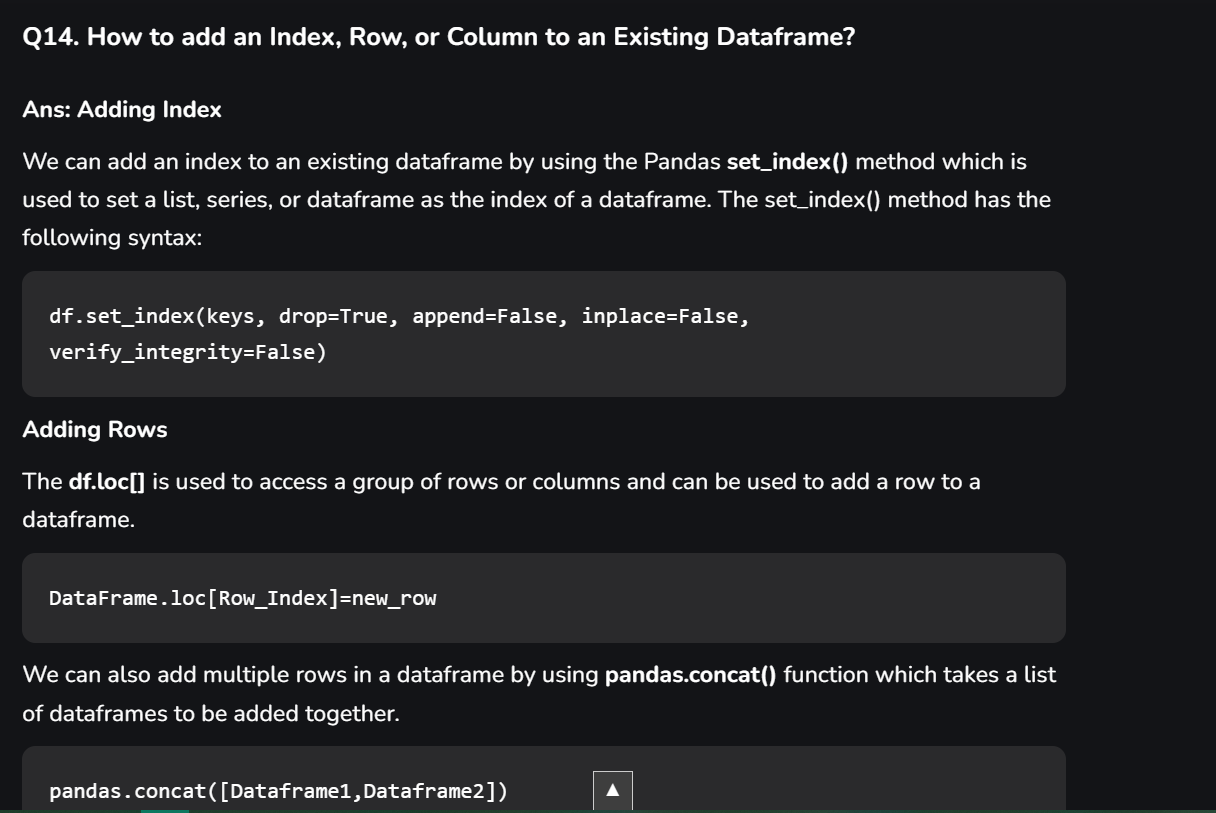 Q14. How to add an Index, Row, or Column to an Existing Dataframe?
Ans: Adding Index
We can add an index to an existing dataframe by using the Pandas set_index() method which is
used to set a list, series, or dataframe as the index of a dataframe. The set_index() method has the
following syntax:
df.set_index(keys, drop=True, append=False, inplace=False,
verify_integrity=False)
Adding Rows
The df.loc[] is used to access a group of rows or columns and can be used to add a row to a
dataframe.
DataFrame.loc[Row_Index]=new_row
We can also add multiple rows in a dataframe by using pandas.concat() function which takes a list
of dataframes to be added together.
pandas.concat([Dataframe1,Dataframe2])